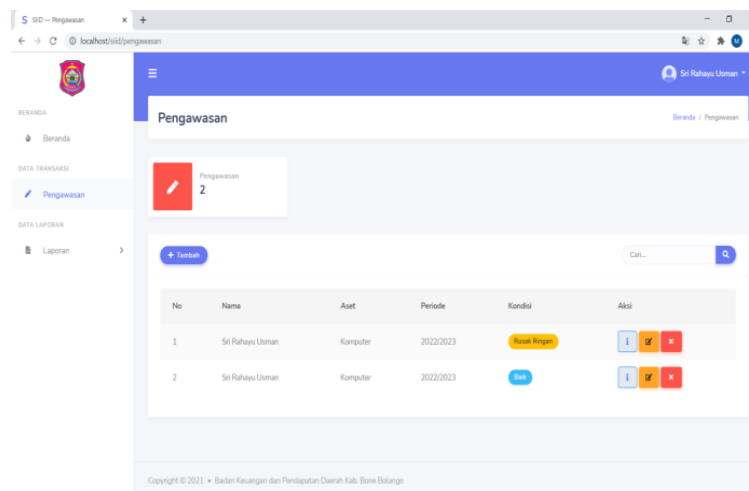 S SIID — Pengawasan
localhost/siid/pengawasan
M
Sri Rahayu Usman
BERANDA
Beranda
DATA TRANSAKSI
Pengawasan
DATA LAPORAN
Laporan
Pengawasan
Beranda / Pengawasan
Pengawasan
2
+ Tambah
Cari...
No Nama Aset Periode Kondisi Aksi
1 Sri Rahayu Usman Komputer 2022/2023 Rusak Ringan i
2 Sri Rahayu Usman Komputer 2022/2023 Baik i
Copyright © 2021 • Badan Keuangan dan Pendapatan Daerah Kab. Bone Bolango